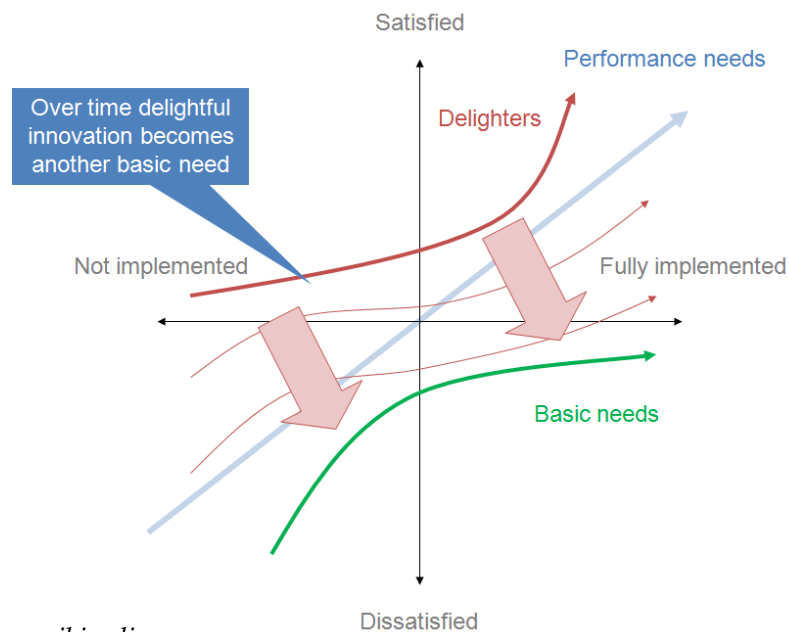 Satisfied
Performance needs
Over time delightful
innovation becomes
another basic need
Delighters
Not implemented
Fully implemented
Basic needs
Dissatisfied